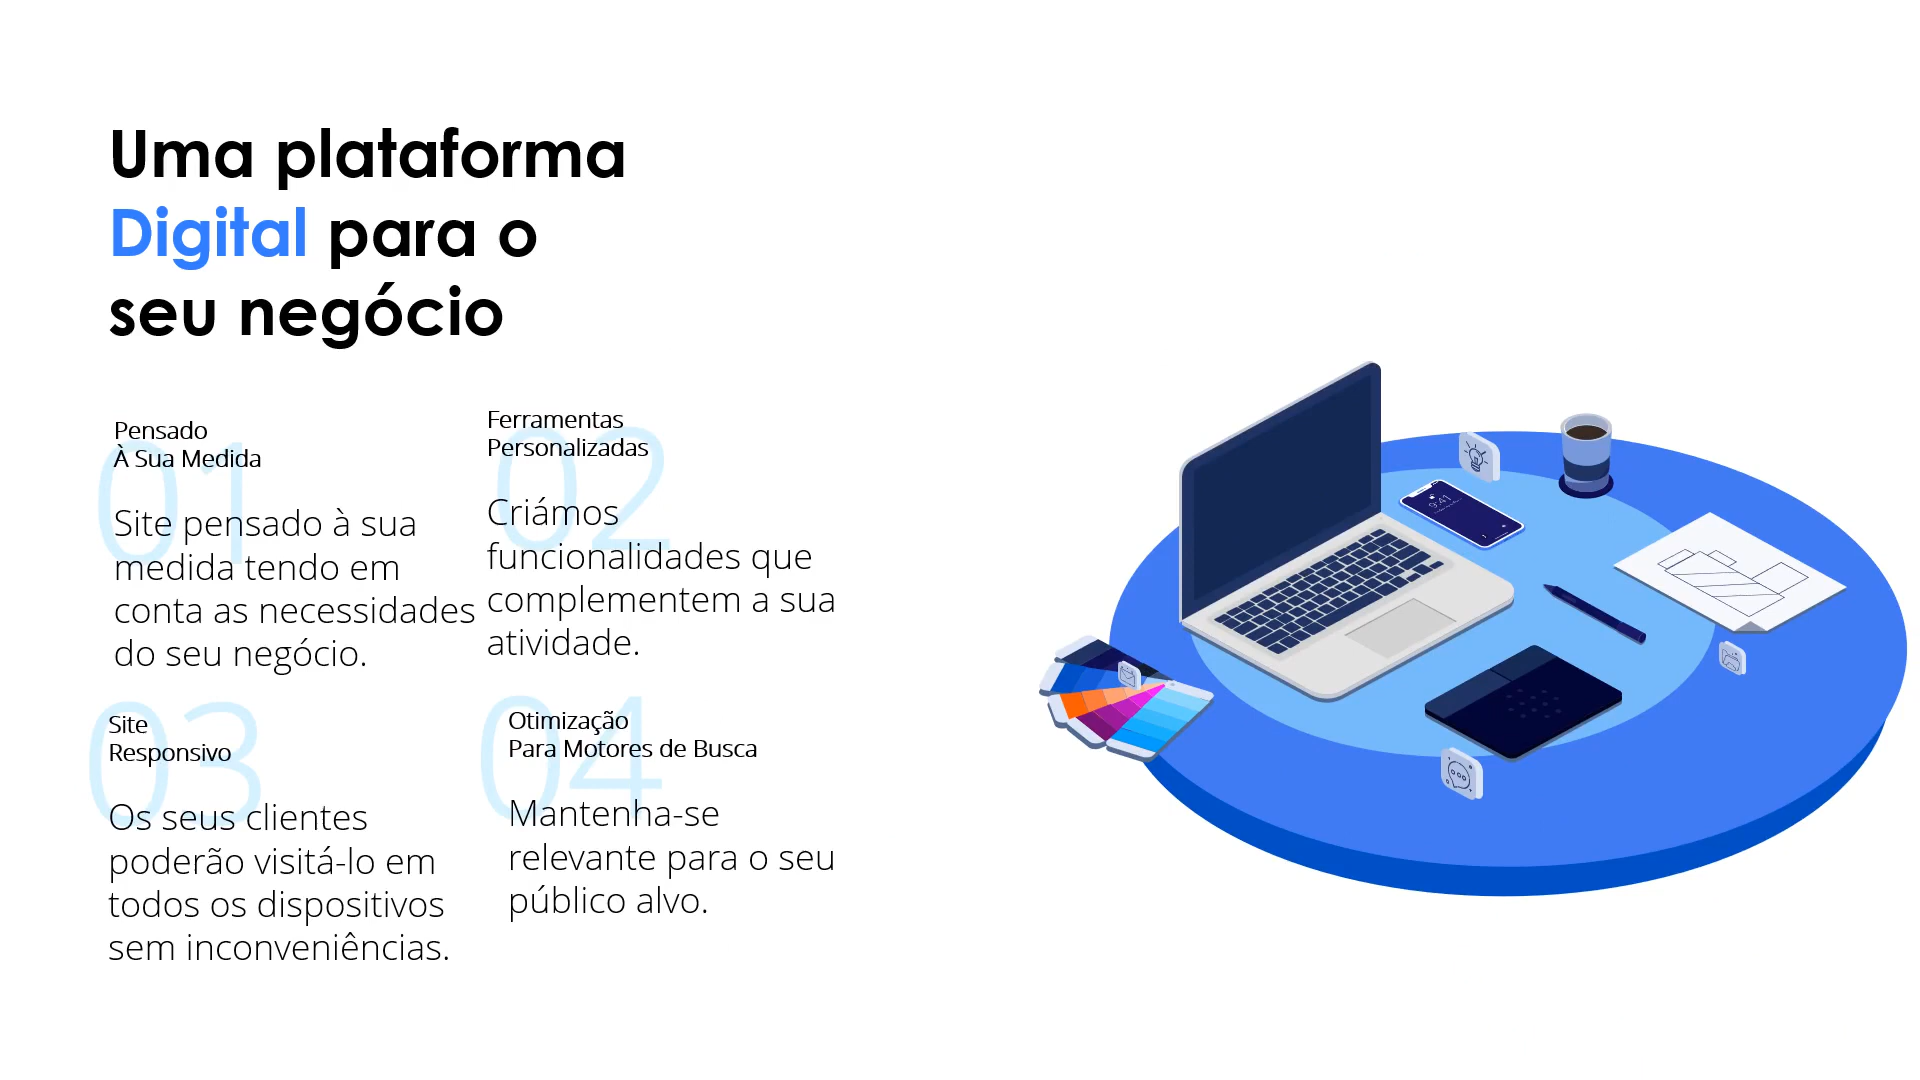 Uma plataforma
Digital para o
seu negócio
01
Pensado
À Sua Medida
Site pensado à sua
medida tendo em
conta as necessidades
do seu negócio.
02
Ferramentas
Personalizadas
Criámos
funcionalidades que
complementem a sua
atividade.
03
Site
Responsivo
Os seus clientes
poderão visitá-lo em
todos os dispositivos
sem inconveniências.
04
Otimização
Para Motores de Busca
Mantenha-se
relevante para o seu
público alvo.
9:41